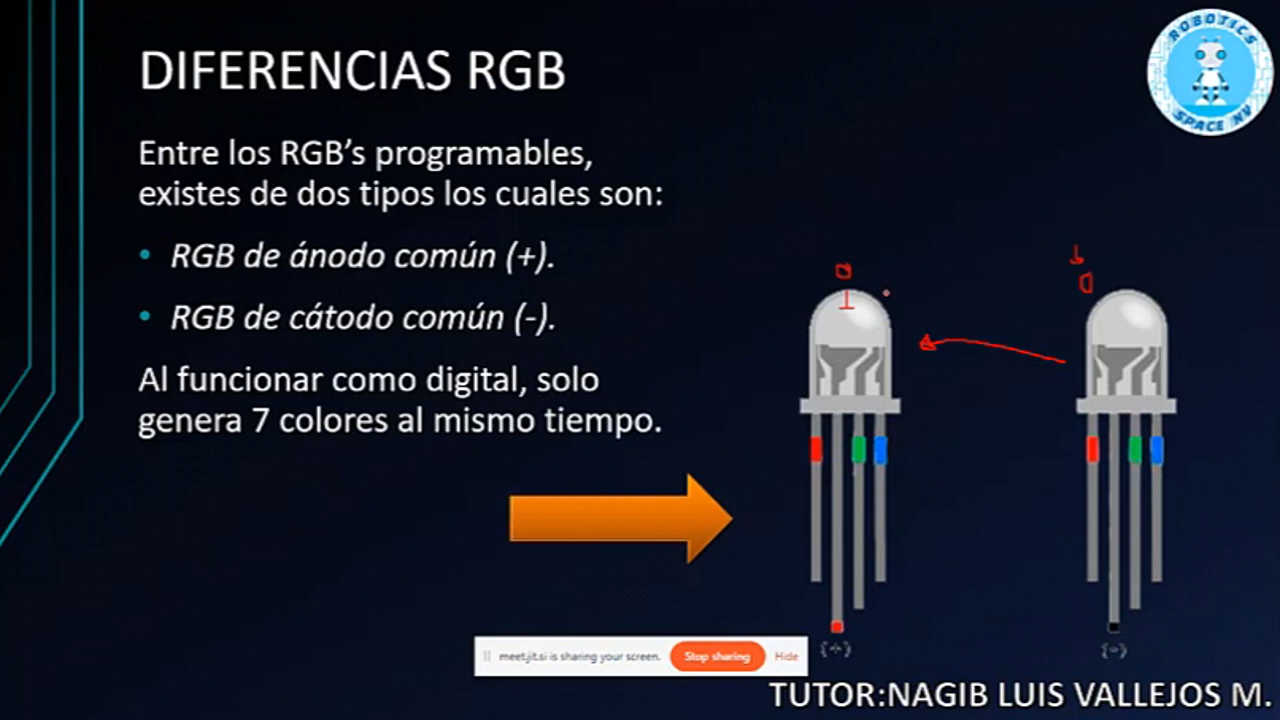 ROBOTICS
SPACE NV
DIFERENCIAS RGB
Entre los RGB’s programables,
existes de dos tipos los cuales son:
• RGB de ánodo común (+).
• RGB de cátodo común (-).
Al funcionar como digital, solo
genera 7 colores al mismo tiempo.
(+)
(-)
meet.jit.si is sharing your screen. Stop sharing Hide
TUTOR:NAGIB LUIS VALLEJOS M.